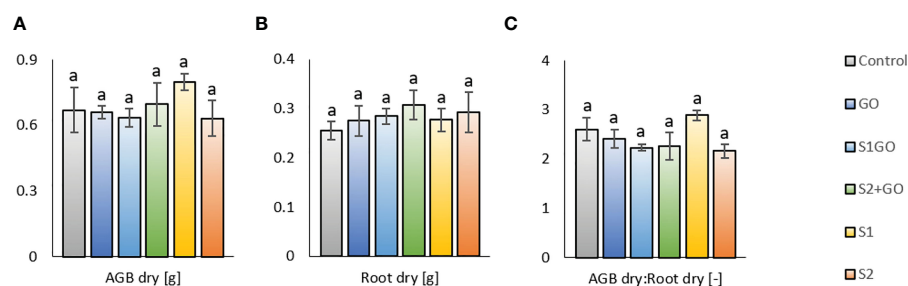 A
0.9
0.6
0.3
0
a a a a a a
AGB dry [g]
B
0.4
0.3
0.2
0.1
0
a a a a a a
Root dry [g]
C
4
3
2
1
0
a a a a a a
AGB dry:Root dry [-]
Control
GO
S1GO
S2+GO
S1
S2